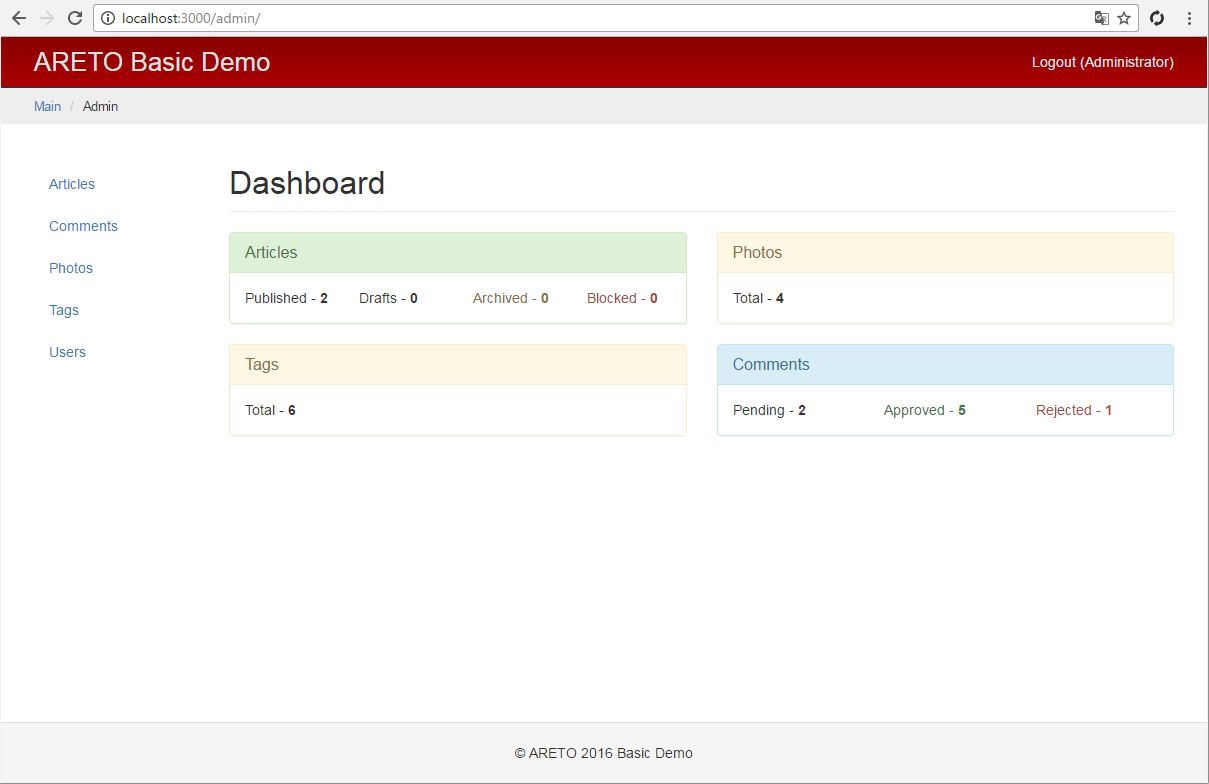 localhost:3000/admin/
ARETO Basic Demo
Logout (Administrator)
Main / Admin
Articles
Comments
Photos
Tags
Users
Dashboard
Articles
Published - 2 Drafts - 0 Archived - 0 Blocked - 0
Photos
Total - 4
Tags
Total - 6
Comments
Pending - 2 Approved - 5 Rejected - 1
© ARETO 2016 Basic Demo